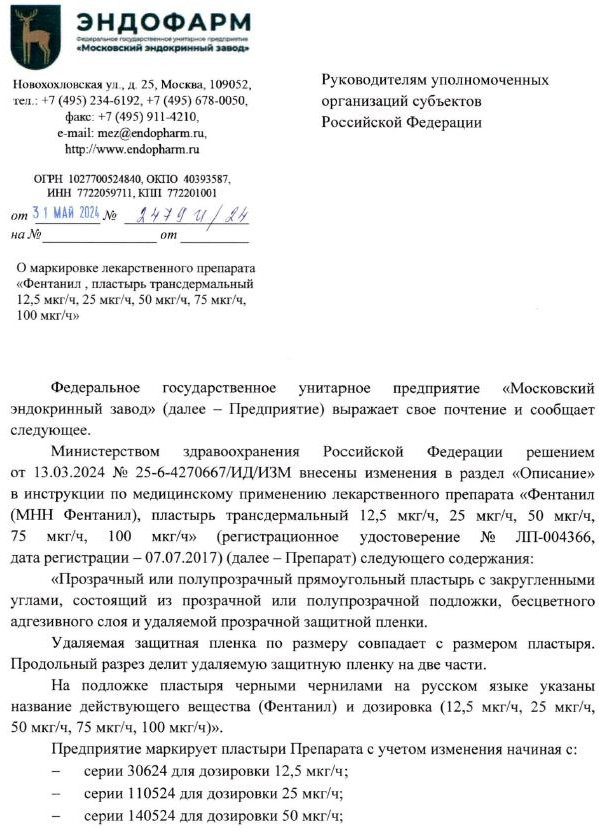 ЭНДОФАРМ
Федеральное государственное унитарное предприятие
«Московский эндокринный завод»
Новохохловская ул., д. 25, Москва, 109052,
тел.: +7 (495) 234-6192, +7 (495) 678-0050,
факс: +7 (495) 911-4210,
e-mail: mez@endopharm.ru,
http://www.endopharm.ru
ОГРН 1027700524840, ОКПО 40393587,
ИНН 7722059711, КПП 772201001
от 31 МАЙ 2024 № 2479 и/24
на № от
Руководителям уполномоченных
организаций субъектов
Российской Федерации
О маркировке лекарственного препарата
«Фентанил , пластырь трансдермальный
12,5 мкг/ч, 25 мкг/ч, 50 мкг/ч, 75 мкг/ч,
100 мкг/ч»
Федеральное государственное унитарное предприятие «Московский
эндокринный завод» (далее – Предприятие) выражает свое почтение и сообщает
следующее.
Министерством здравоохранения Российской Федерации решением
от 13.03.2024 № 25-6-4270667/ИД/ИЗМ внесены изменения в раздел «Описание»
в инструкции по медицинскому применению лекарственного препарата «Фентанил
(МНН Фентанил), пластырь трансдермальный 12,5 мкг/ч, 25 мкг/ч, 50 мкг/ч,
75 мкг/ч, 100 мкг/ч» (регистрационное удостоверение № ЛП-004366,
дата регистрации – 07.07.2017) (далее – Препарат) следующего содержания:
«Прозрачный или полупрозрачный прямоугольный пластырь с закругленными
углами, состоящий из прозрачной или полупрозрачной подложки, бесцветного
адгезивного слоя и удаляемой прозрачной защитной пленки.
Удаляемая защитная пленка по размеру совпадает с размером пластыря.
Продольный разрез делит удаляемую защитную пленку на две части.
На подложке пластыря черными чернилами на русском языке указаны
название действующего вещества (Фентанил) и дозировка (12,5 мкг/ч, 25 мкг/ч,
50 мкг/ч, 75 мкг/ч, 100 мкг/ч)».
Предприятие маркирует пластыри Препарата с учетом изменения начиная с:
– серии 30624 для дозировки 12,5 мкг/ч;
– серии 110524 для дозировки 25 мкг/ч;
– серии 140524 для дозировки 50 мкг/ч;